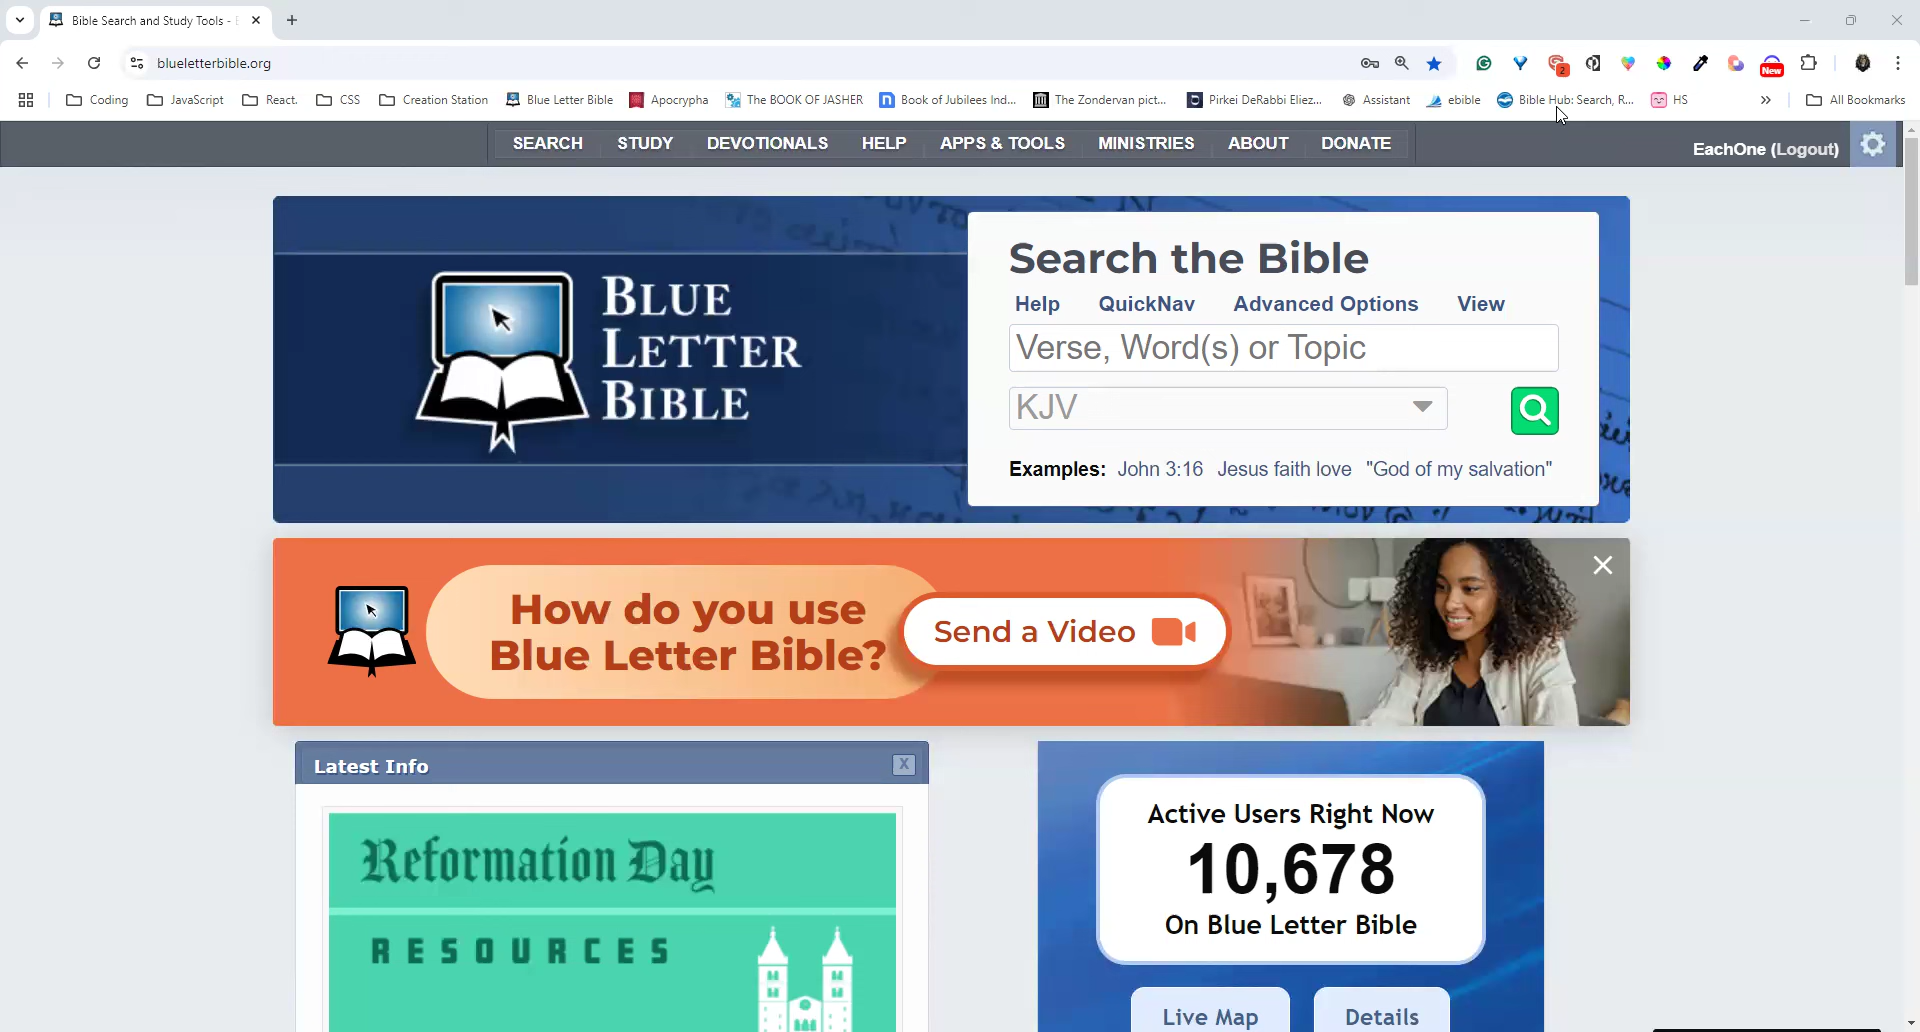 Bible Search and Study Tools -
blueletterbible.org
2
New
Coding JavaScript React CSS Creation Station Blue Letter Bible Apocrypha The BOOK OF JASHER Book of Jubilees Ind... The Zondervan pict... Pirkei DeRabbi Eliez... Assistant ebible Bible Hub: Search, R... HS » All Bookmarks
SEARCH STUDY DEVOTIONALS HELP APPS & TOOLS MINISTRIES ABOUT DONATE
EachOne (Logout)
BLUE
LETTER
BIBLE
Search the Bible
Help QuickNav Advanced Options View
Verse, Word(s) or Topic
KJV
Examples: John 3:16 Jesus faith love "God of my salvation"
How do you use
Blue Letter Bible?
Send a Video
Latest Info X
Reformation Day
RESOURCES
Active Users Right Now
10,678
On Blue Letter Bible
Live Map Details